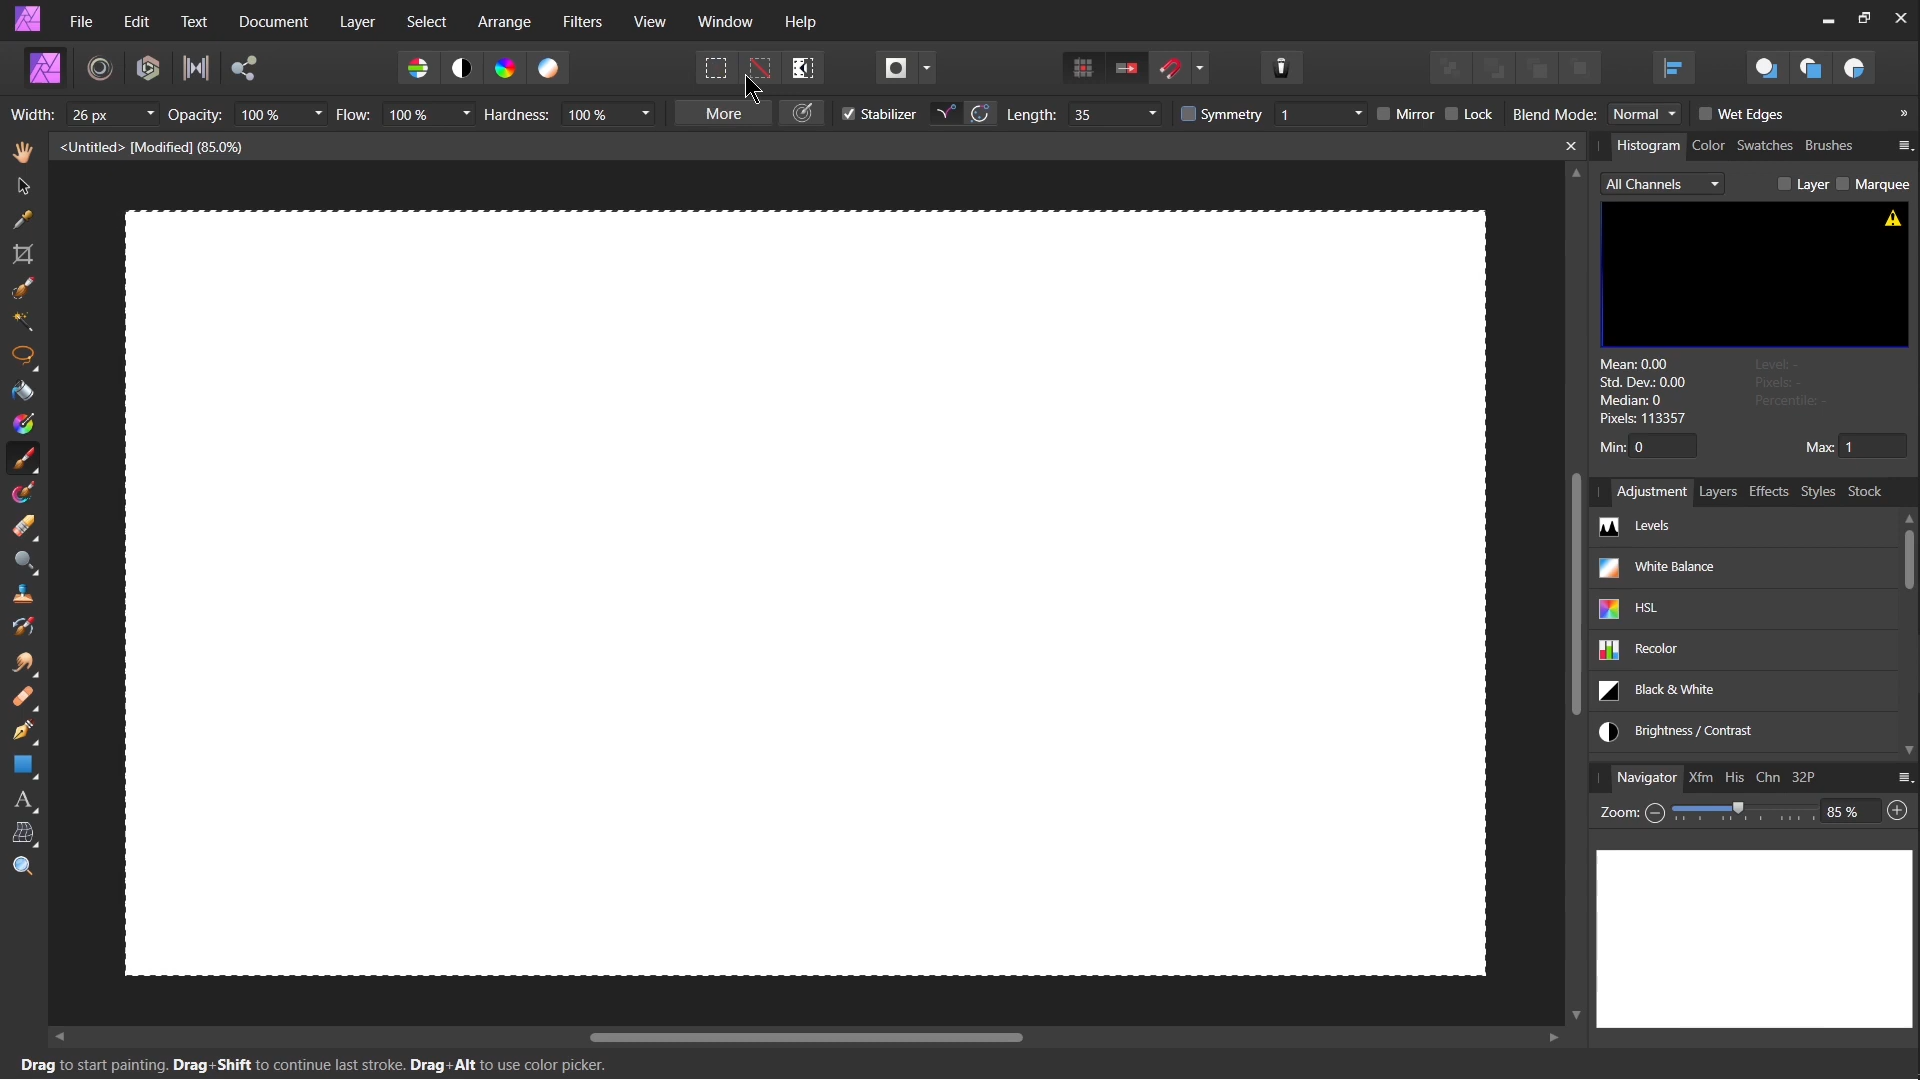 File Edit Text Document Layer Select Arrange Filters View Window Help
Width: 26 px Opacity: 100 % Flow: 100 % Hardness: 100 % More Stabilizer Length: 35 Symmetry 1 Mirror Lock Blend Mode: Normal Wet Edges »
<Untitled> [Modified] (85.0%)
Histogram Color Swatches Brushes
All Channels Layer Marquee
Mean: 0.00 Level: -
Std. Dev.: 0.00 Pixels: -
Median: 0 Percentile: -
Pixels: 113357
Min: 0 Max: 1
Adjustment Layers Effects Styles Stock
Levels
White Balance
HSL
Recolor
Black & White
Brightness / Contrast
Navigator Xfm His Chn 32P
Zoom: 85 %
Drag to start painting. Drag+Shift to continue last stroke. Drag+Alt to use color picker.